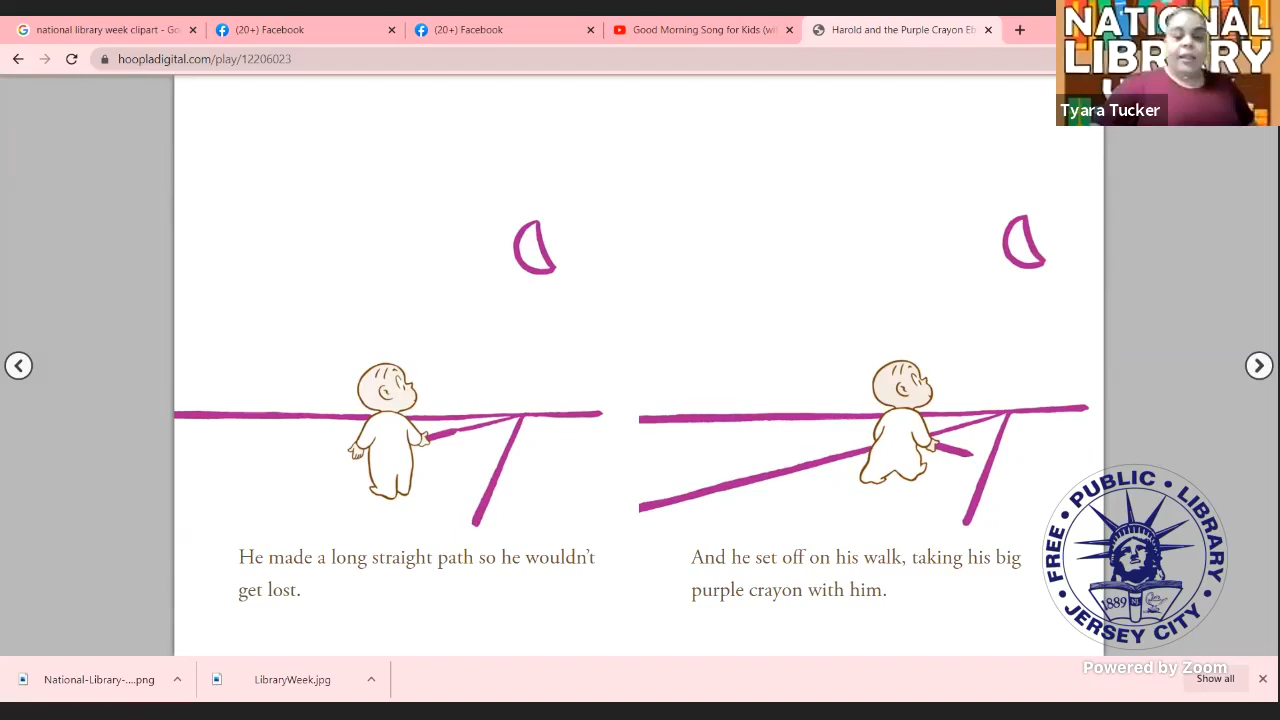 national library week clipart - Go
(20+) Facebook
(20+) Facebook
Good Morning Song for Kids (wit
Harold and the Purple Crayon Eb
hoopladigital.com/play/12206023
NATIONAL
LIBRARY
Tyara Tucker
He made a long straight path so he wouldn't
get lost.
And he set off on his walk, taking his big
purple crayon with him.
FREE • PUBLIC • LIBRARY
1889
JERSEY CITY
Powered by Zoom
National-Library-....png
LibraryWeek.jpg
Show all